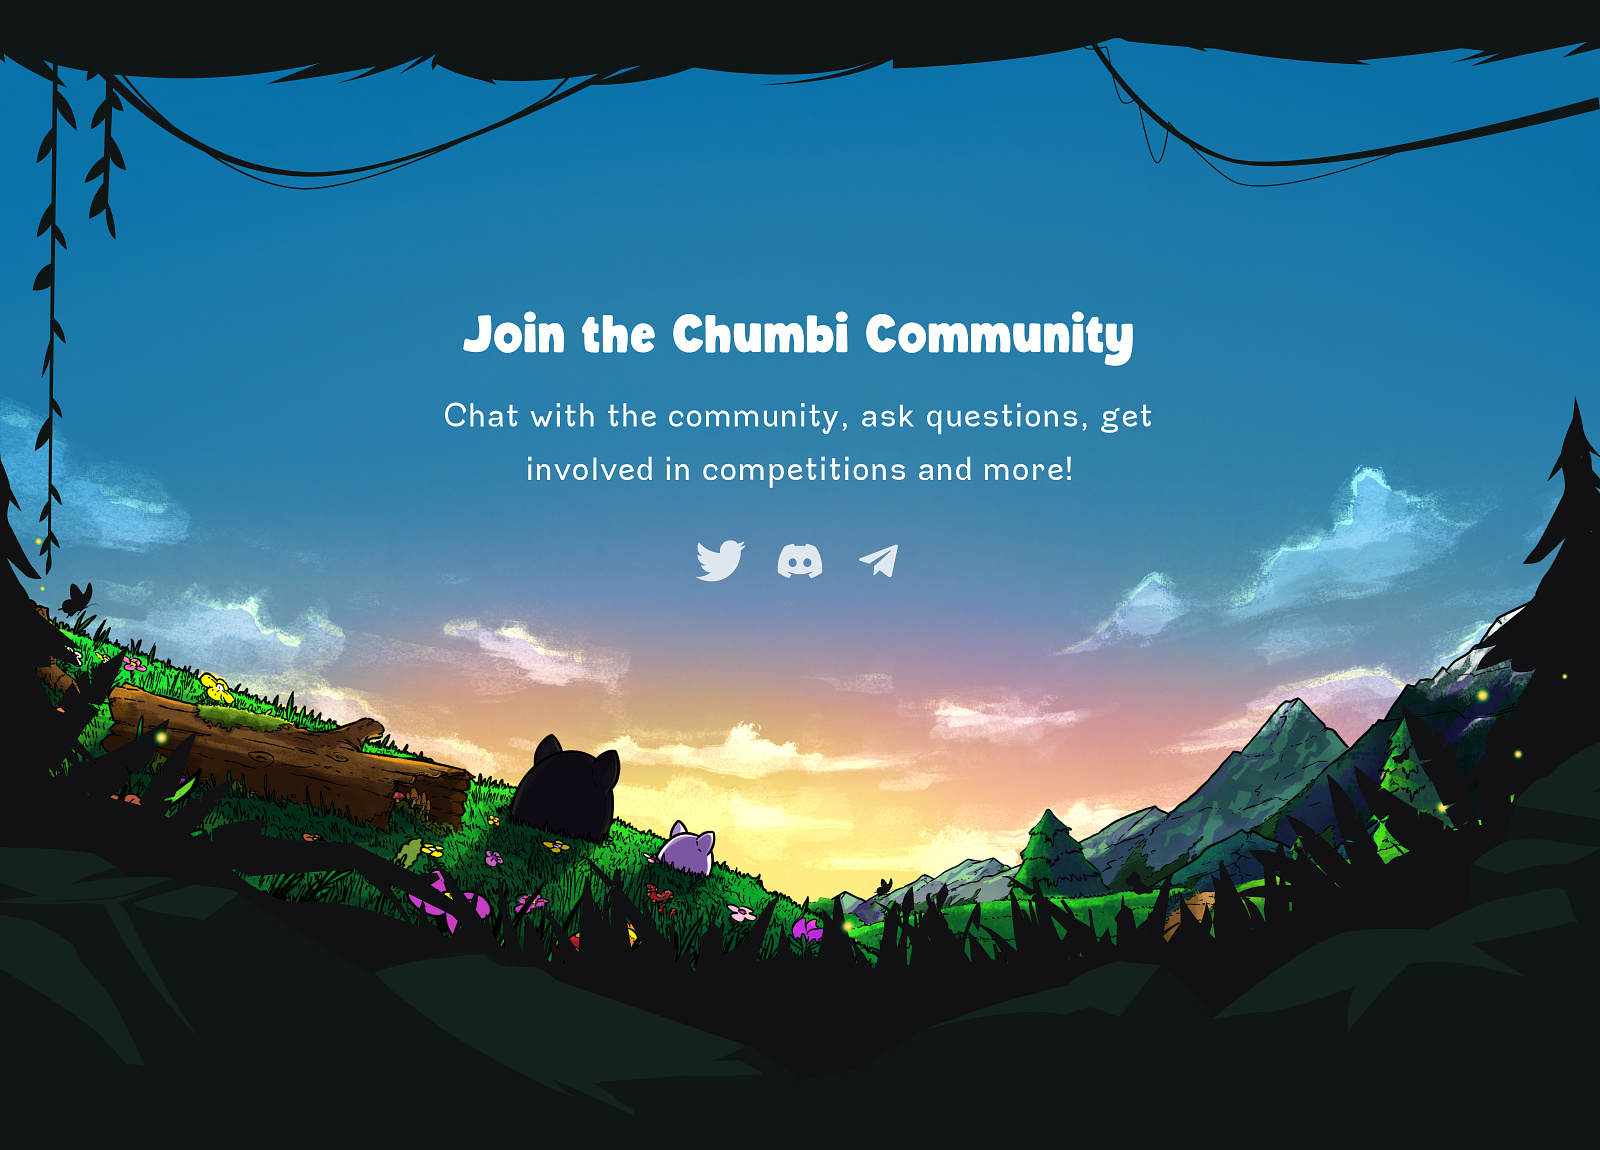 Join the Chumbi Community
Chat with the community, ask questions, get
involved in competitions and more!